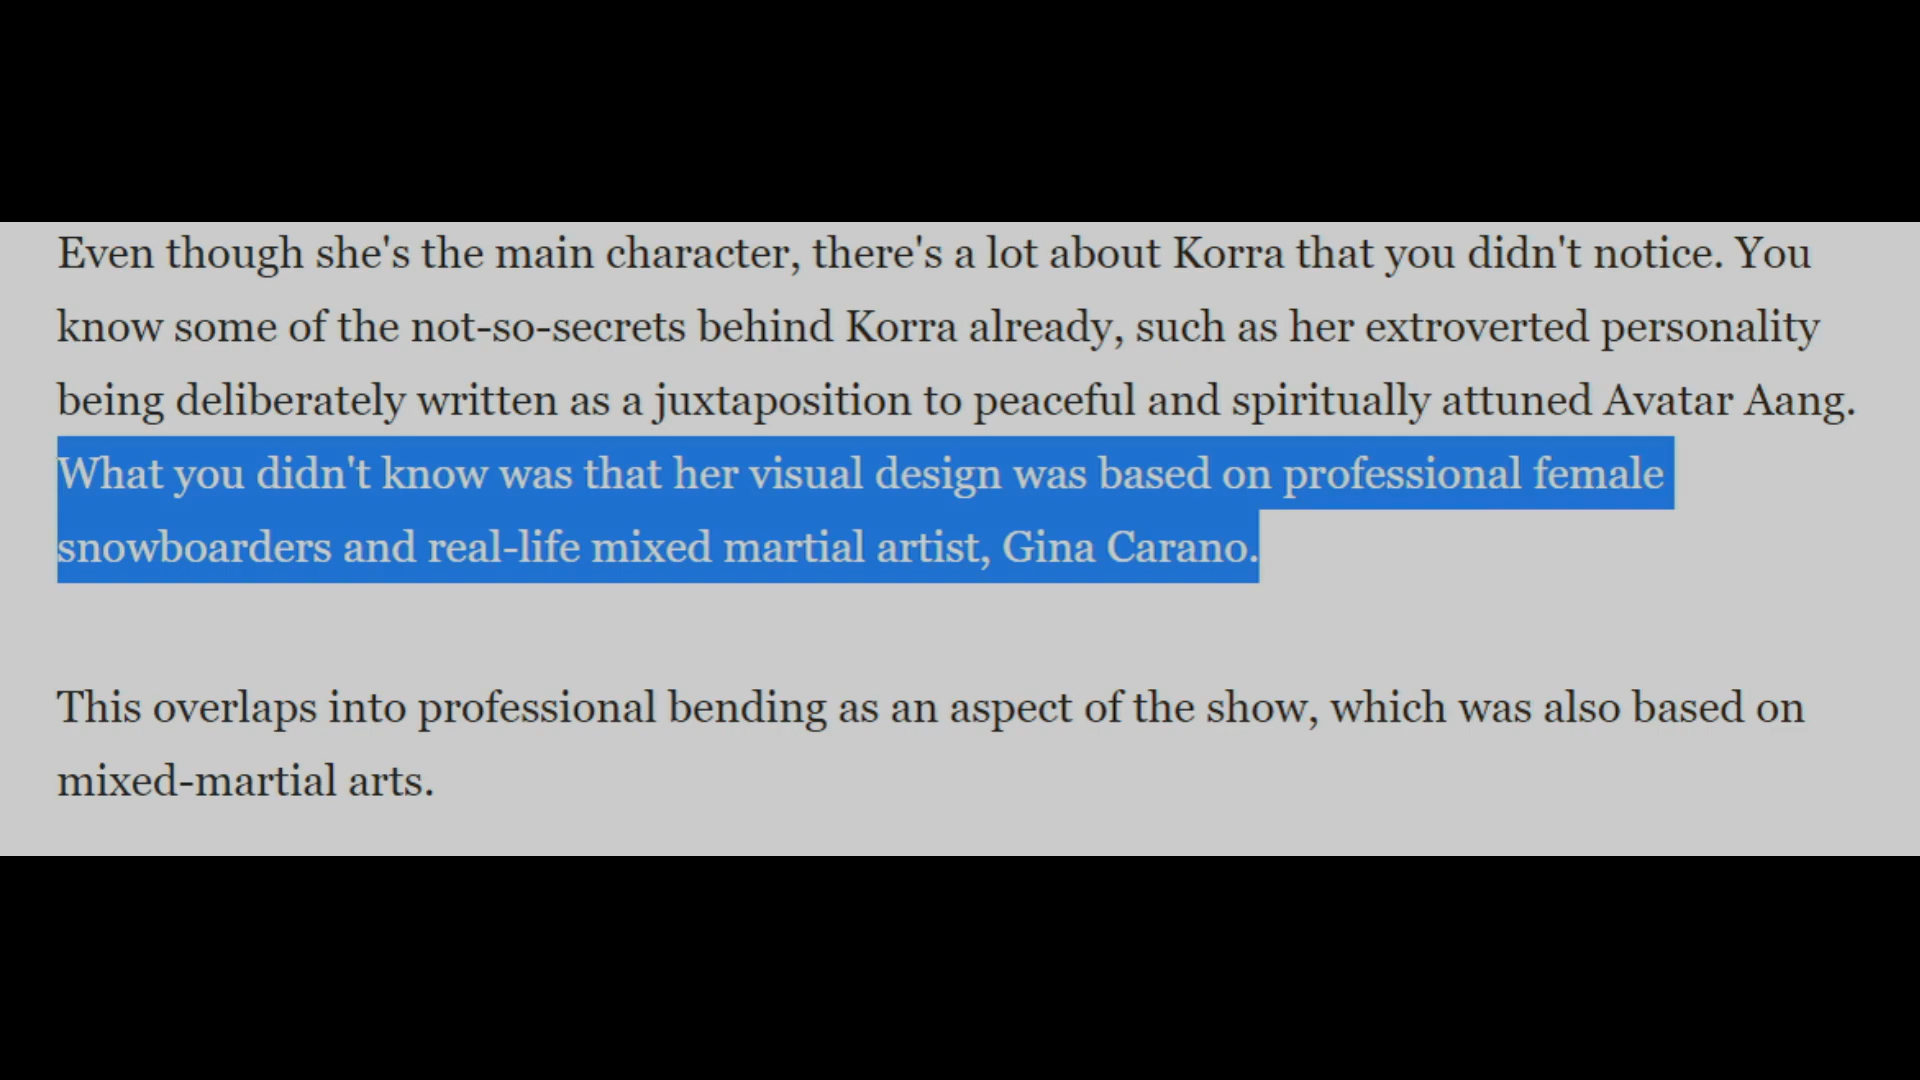 Even though she's the main character, there's a lot about Korra that you didn't notice. You
know some of the not-so-secrets behind Korra already, such as her extroverted personality
being deliberately written as a juxtaposition to peaceful and spiritually attuned Avatar Aang.
What you didn't know was that her visual design was based on professional female
snowboarders and real-life mixed martial artist, Gina Carano.
This overlaps into professional bending as an aspect of the show, which was also based on
mixed-martial arts.